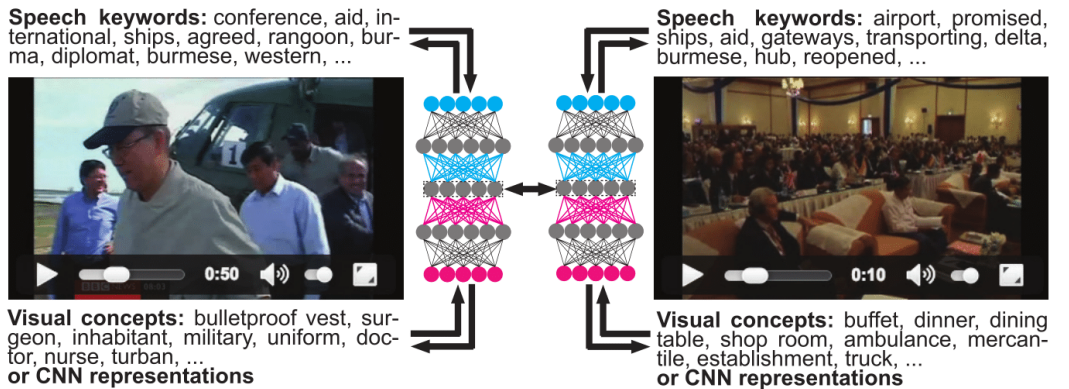 Speech keywords: conference, aid, in-
ternational, ships, agreed, rangoon, bur-
ma, diplomat, burmese, western, ...
1
0:50
BBC
Visual concepts: bulletproof vest, sur-
geon, inhabitant, military, uniform, doc-
tor, nurse, turban, ...
or CNN representations
Speech keywords: airport, promised,
ships, aid, gateways, transporting, delta,
burmese, hub, reopened, ...
0:10
Visual concepts: buffet, dinner, dining
table, shop room, ambulance, mercan-
tile, establishment, truck, ...
or CNN representations